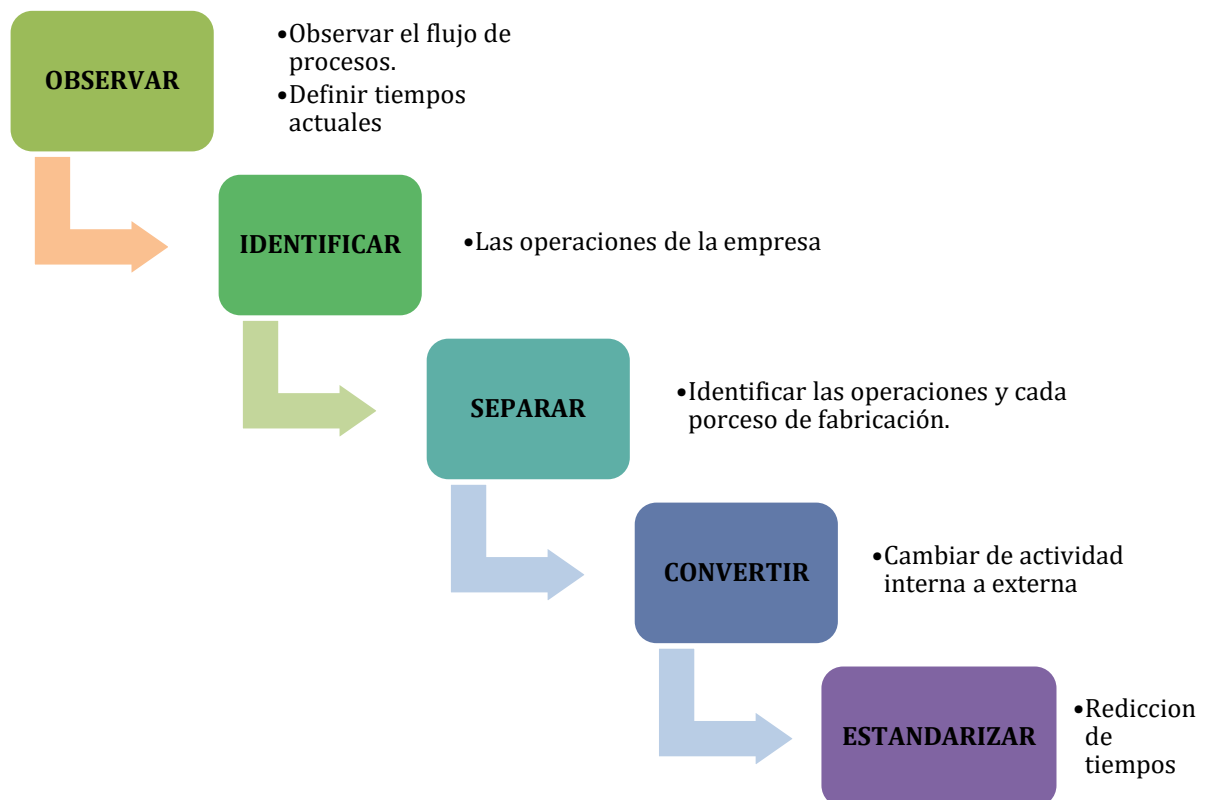 OBSERVAR
•Observar el flujo de
procesos.
•Definir tiempos
actuales
IDENTIFICAR
•Las operaciones de la empresa
SEPARAR
•Identificar las operaciones y cada
porceso de fabricación.
CONVERTIR
•Cambiar de actividad
interna a externa
ESTANDARIZAR
•Rediccion
de
tiempos